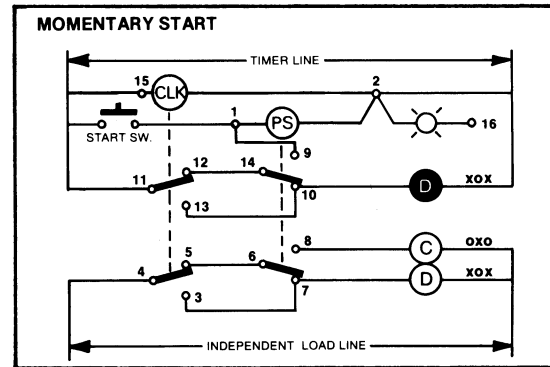 MOMENTARY START
TIMER LINE
15
CLK
2
1
PS
16
START SW.
9
12
14
11
10
D
XOX
13
8
C
OXO
5
6
4
7
D
XOX
3
INDEPENDENT LOAD LINE